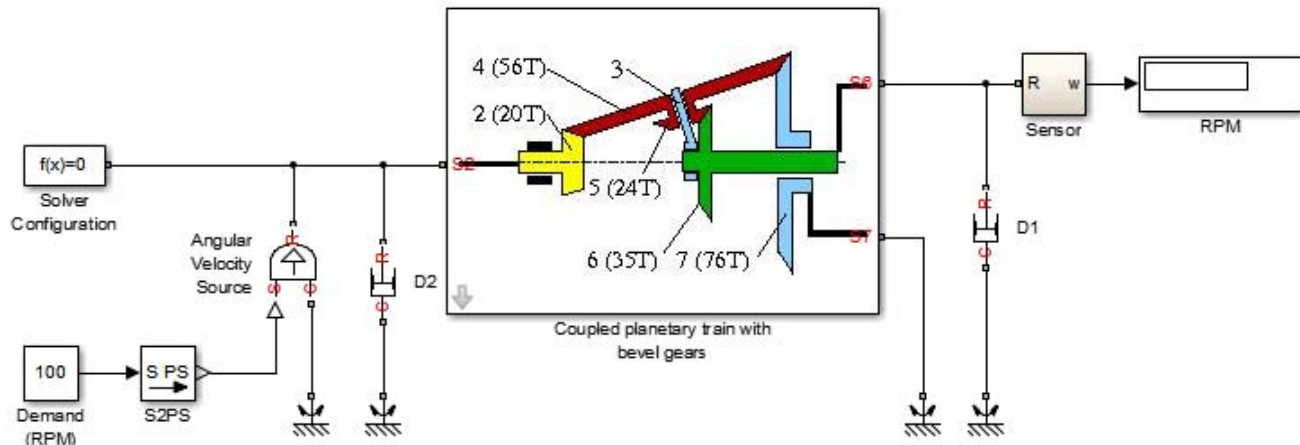 4 (56T)
3
2 (20T)
5 (24T)
6 (35T)
7 (76T)
S2
S6
S7
Coupled planetary train with
bevel gears
f(x)=0
Solver
Configuration
Angular
Velocity
Source
R
S
C
R
D2
C
100
Demand
(RPM)
S PS
S2PS
R
w
Sensor
RPM
R
D1
C